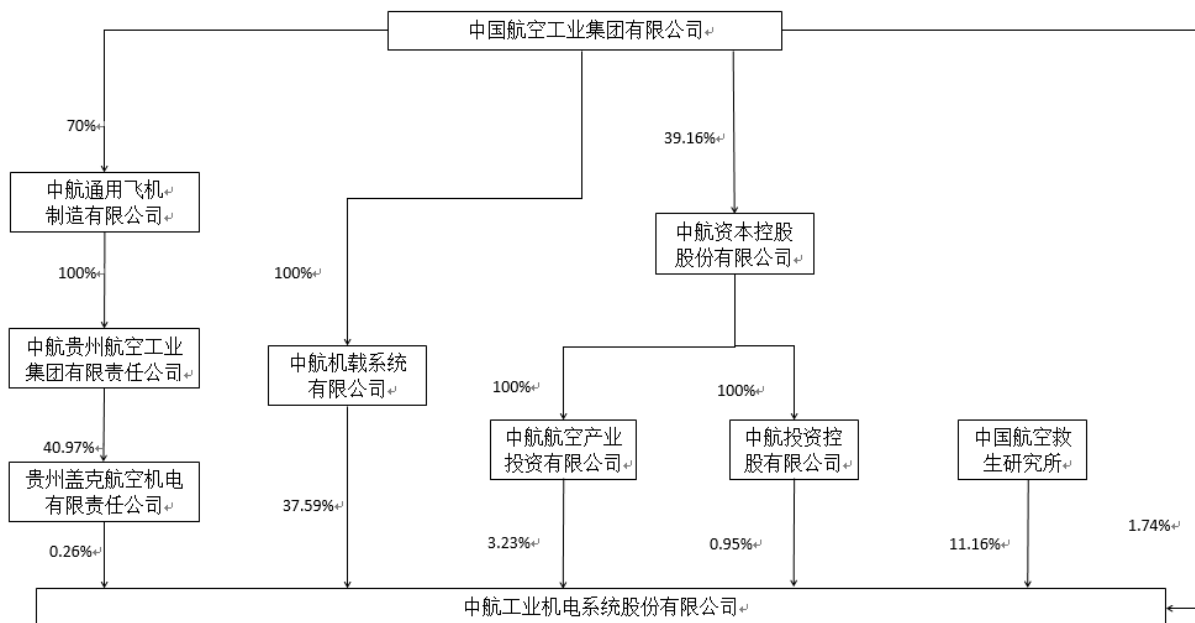 中国航空工业集团有限公司
70%
39.16%
中航通用飞机
制造有限公司
中航资本控股
股份有限公司
100%
100%
中航贵州航空工业
集团有限责任公司
中航机载系统
有限公司
100%
100%
40.97%
中航航空产业
投资有限公司
中航投资控
股有限公司
中国航空救
生研究所
贵州盖克航空机电
有限责任公司
37.59%
1.74%
0.26%
3.23%
0.95%
11.16%
中航工业机电系统股份有限公司